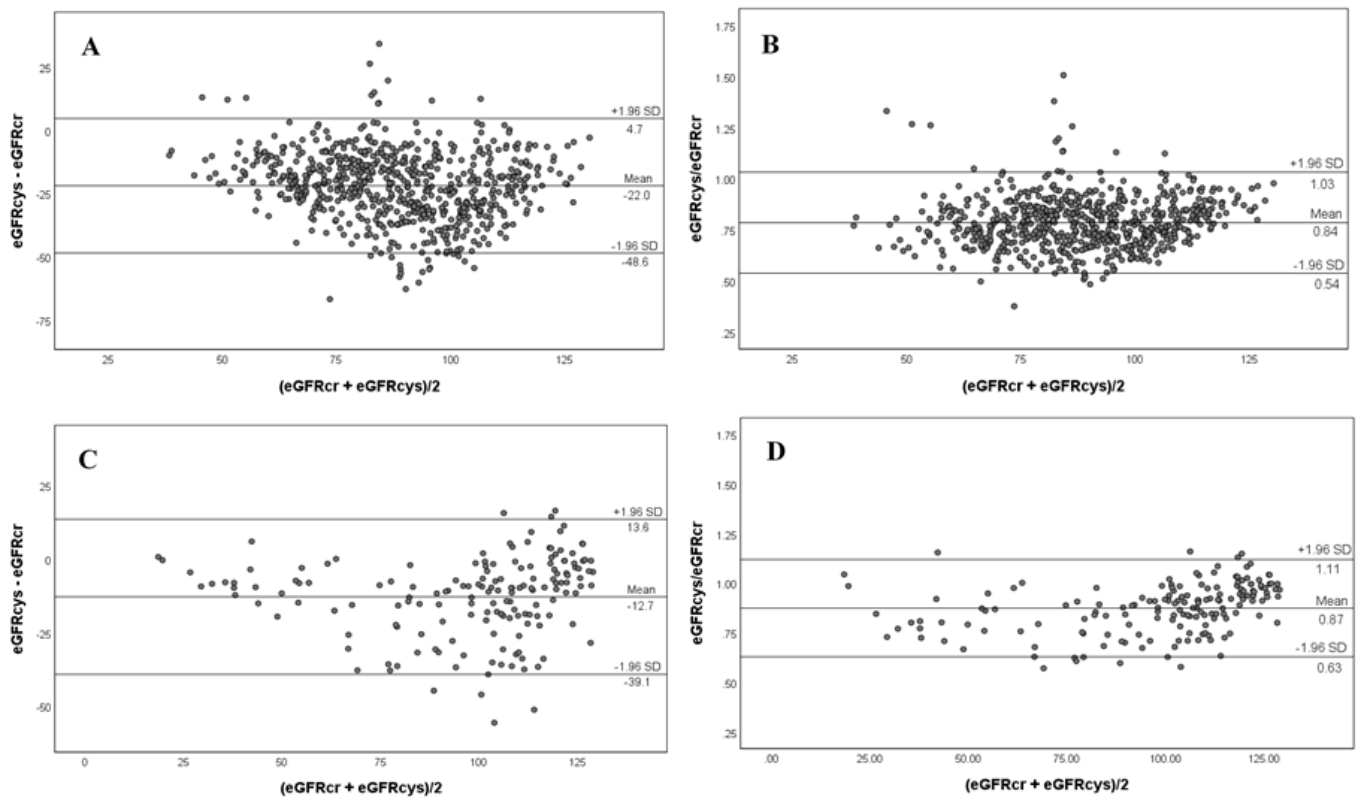 A
eGFRcys - eGFRcr
25
0
-25
-50
-75
+1.96 SD
4.7
Mean
-22.0
-1.96 SD
-48.6
25
50
75
100
125
(eGFRcr + eGFRcys)/2
B
eGFRcys/eGFRcr
1.75
1.50
1.25
1.00
0.75
.50
.25
+1.96 SD
1.03
Mean
0.84
-1.96 SD
0.54
25
50
75
100
125
(eGFRcr + eGFRcys)/2
C
eGFRcys - eGFRcr
25
0
-25
-50
+1.96 SD
13.6
Mean
-12.7
-1.96 SD
-39.1
0
25
50
75
100
125
(eGFRcr + eGFRcys)/2
D
eGFRcys/eGFRcr
1.75
1.50
1.25
1.00
0.75
.50
.25
+1.96 SD
1.11
Mean
0.87
-1.96 SD
0.63
.00
25.00
50.00
75.00
100.00
125.00
(eGFRcr + eGFRcys)/2